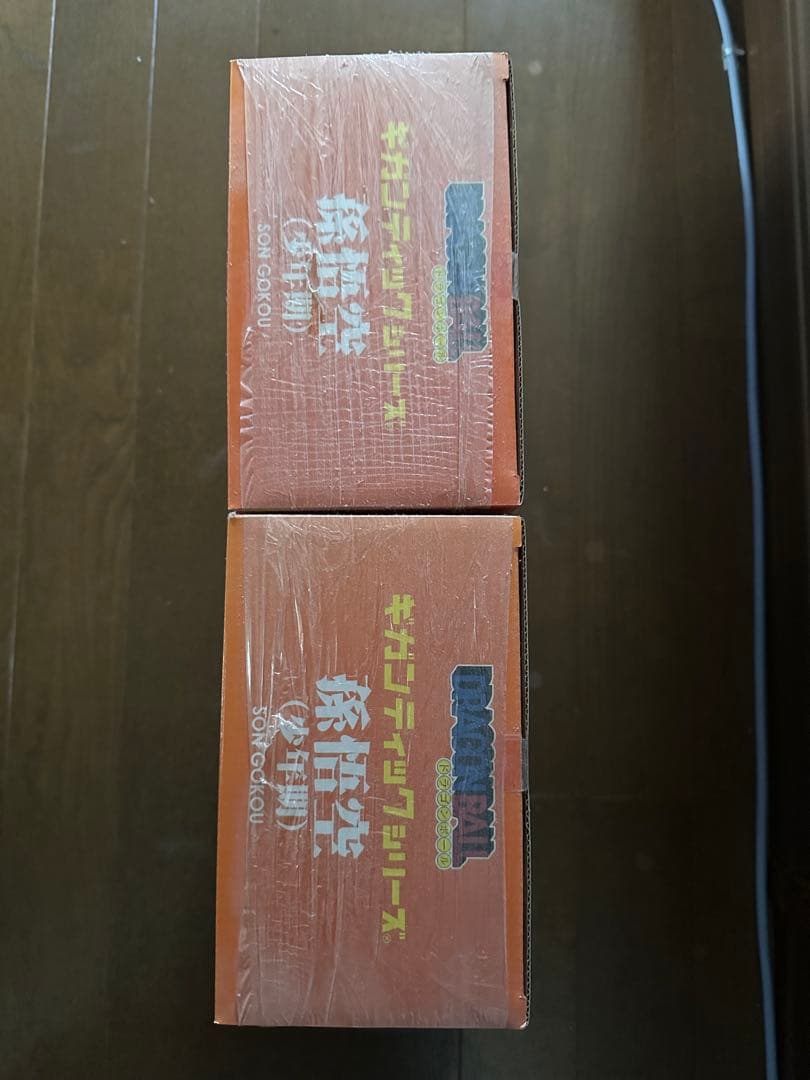 DRAGON BALL
ドラゴンボール
ギガンティックシリーズ®
孫悟空
(少年期)
SON GOKOU
DRAGON BALL
ドラゴンボール
ギガンティックシリーズ®
孫悟空
(少年期)
SON GOKOU